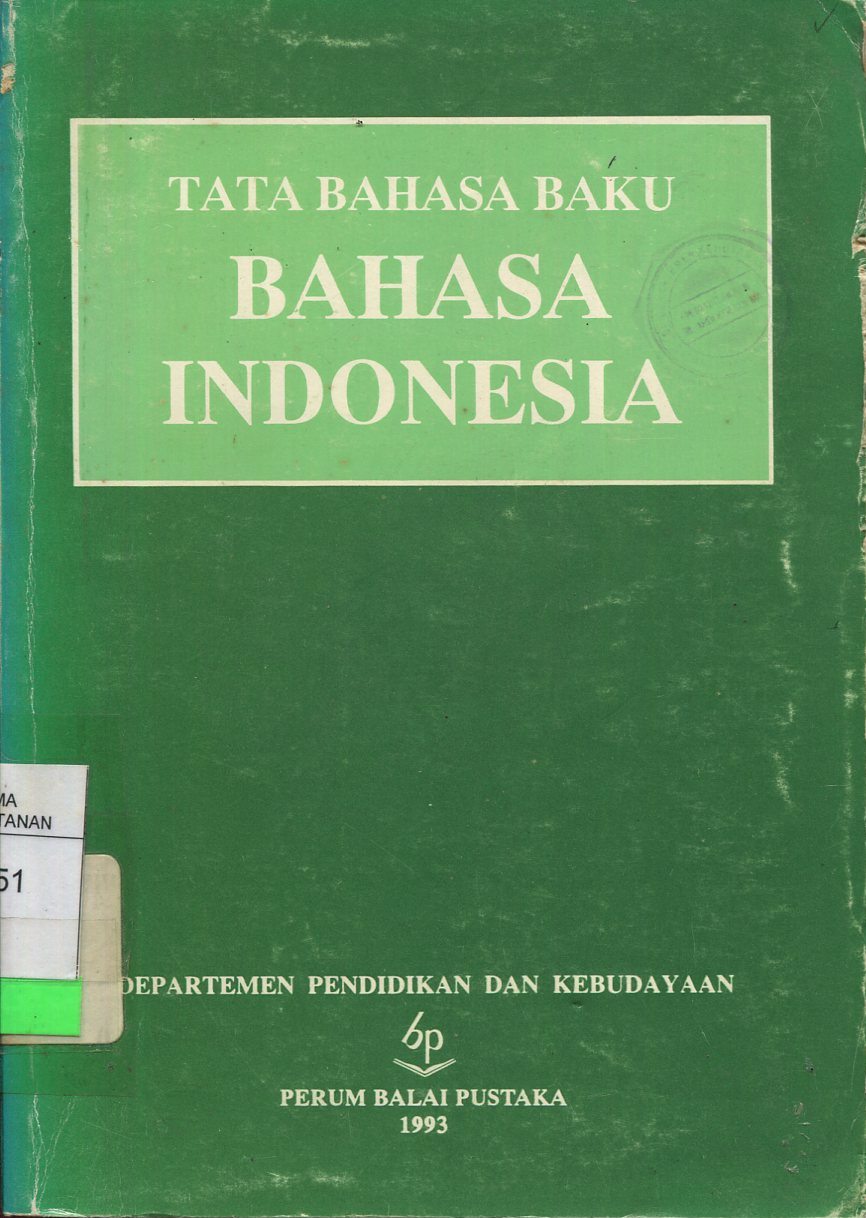 TATA BAHASA BAKU
BAHASA
INDONESIA
MA
TANAN
51
DEPARTEMEN PENDIDIKAN DAN KEBUDAYAAN
bp
PERUM BALAI PUSTAKA
1993